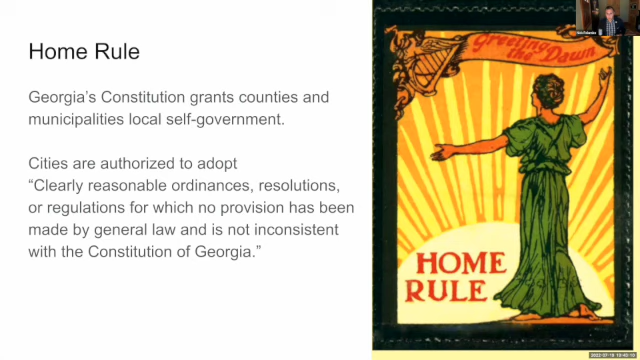 Home Rule
Georgia's Constitution grants counties and
municipalities local self-government.
Cities are authorized to adopt
"Clearly reasonable ordinances, resolutions,
or regulations for which no provision has been
made by general law and is not inconsistent
with the Constitution of Georgia."
Greeting
the Dawn
HOME
RULE